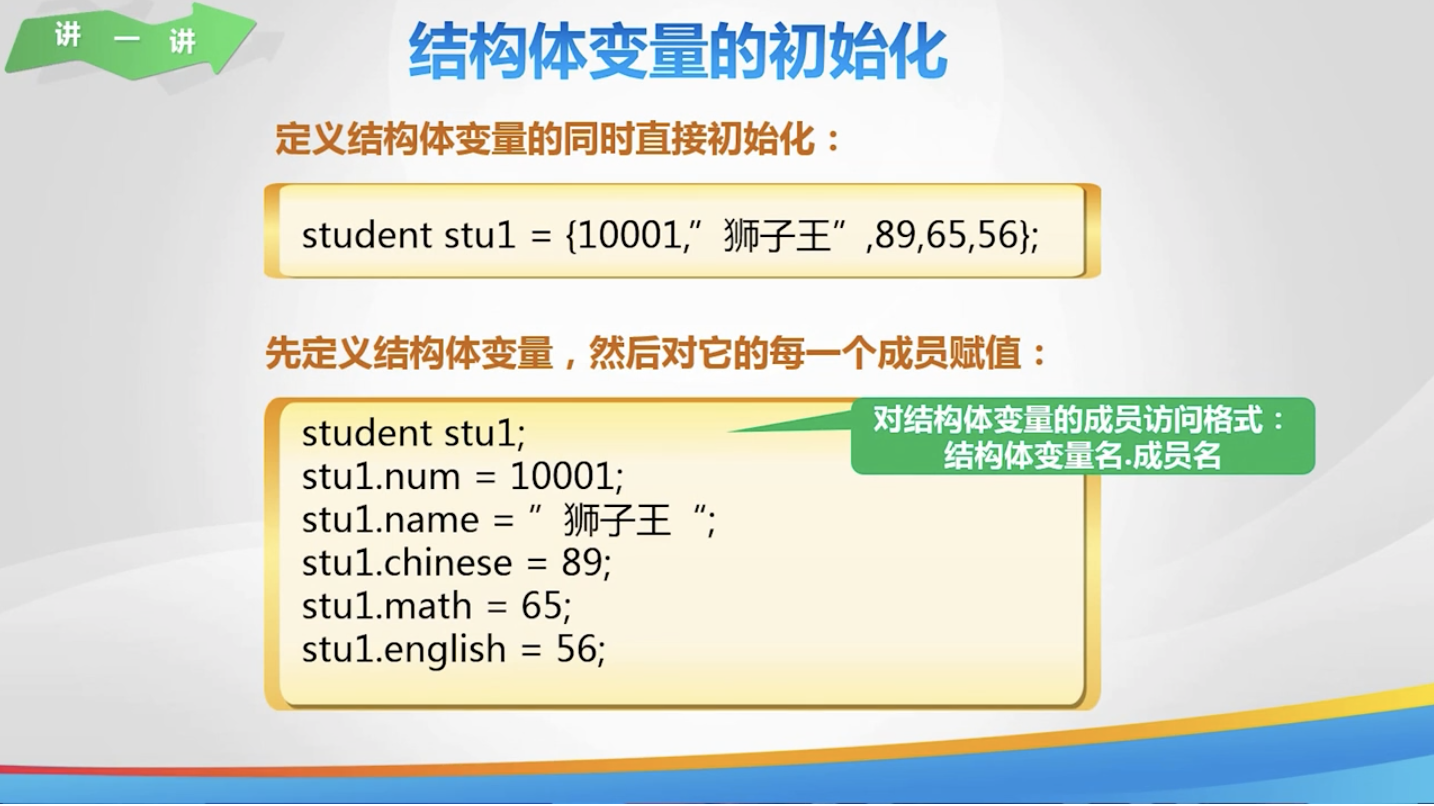 讲一讲
结构体变量的初始化
定义结构体变量的同时直接初始化：
student stu1 = {10001,”狮子王”,89,65,56};
先定义结构体变量，然后对它的每一个成员赋值：
对结构体变量的成员访问格式：
结构体变量名.成员名
student stu1;
stu1.num = 10001;
stu1.name = ”狮子王 “;
stu1.chinese = 89;
stu1.math = 65;
stu1.english = 56;